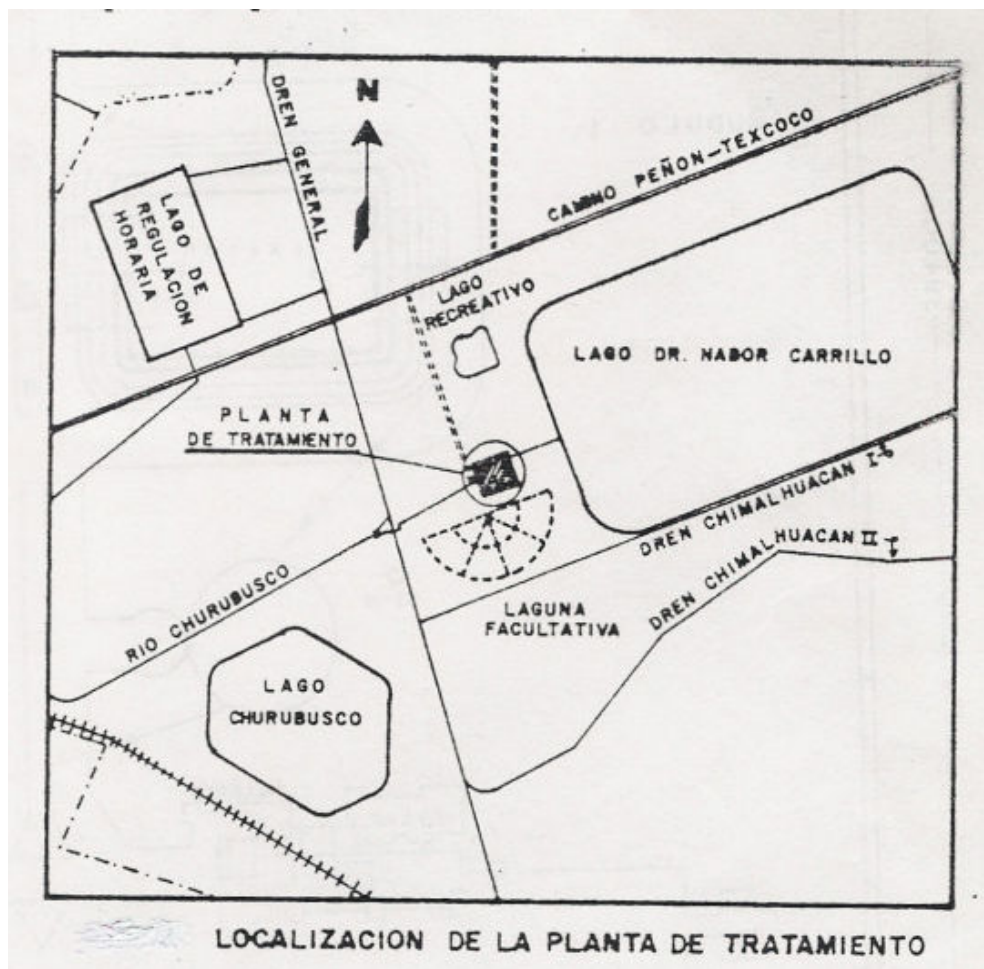 DREN GENERAL
N
CAMINO PEÑON-TEXCOCO
LAGO DE
REGULACION
HORARIA
LAGO
RECREATIVO
LAGO DR. NABOR CARRILLO
PLANTA
DE TRATAMIENTO
DREN CHIMALHUACAN I
DREN CHIMALHUACAN II
RIO CHURUBUSCO
LAGUNA
FACULTATIVA
LAGO
CHURUBUSCO
LOCALIZACION DE LA PLANTA DE TRATAMIENTO